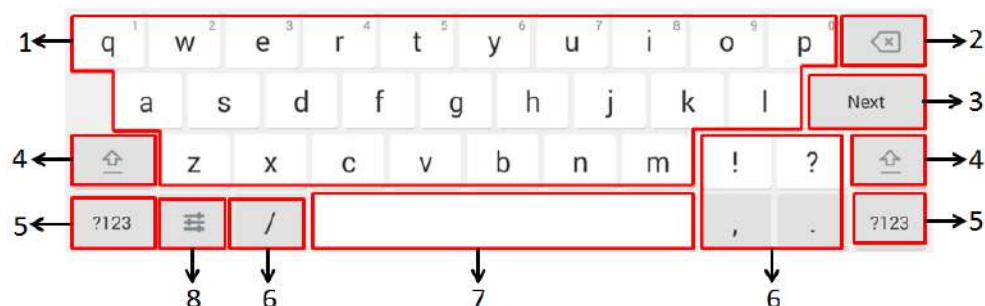 1 q 1 w 2 e 3 r 4 t 5 y 6 u 7 i 8 o 9 p 0 2
a s d f g h j k l Next 3
4 z x c v b n m ! ? 4
5 ?123 / , . ?123 5
8 6 7 6